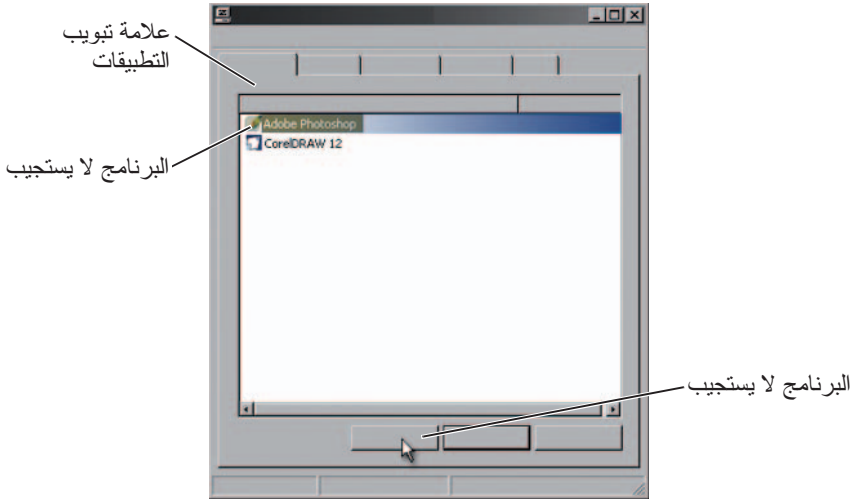 علامة تبويب
التطبيقات
Adobe Photoshop
CorelDRAW 12
البرنامج لا يستجيب
البرنامج لا يستجيب